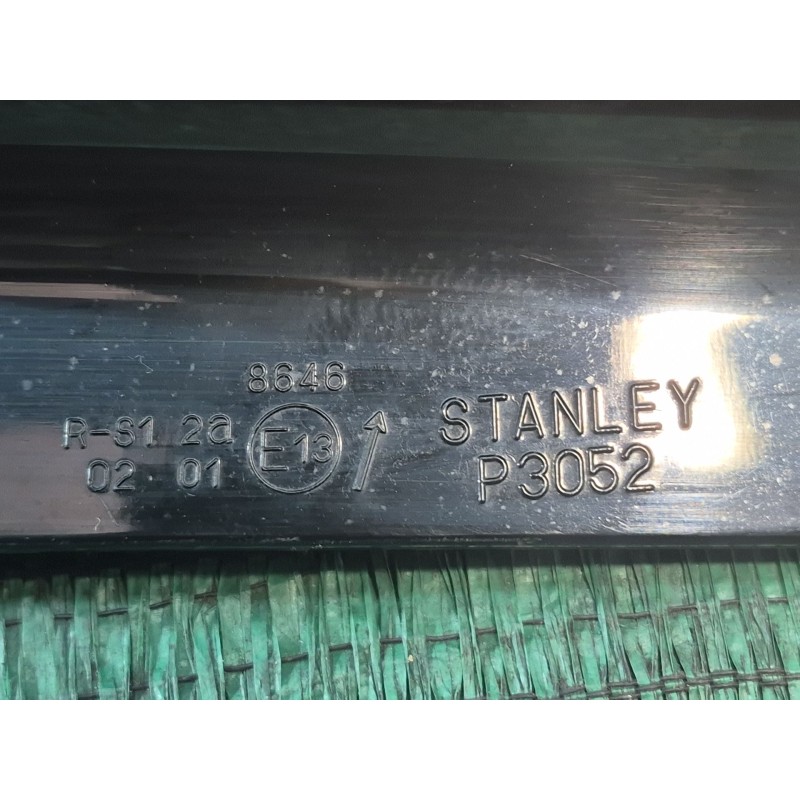 8646
R-S1 2a
02 01
E13
STANLEY
P3052